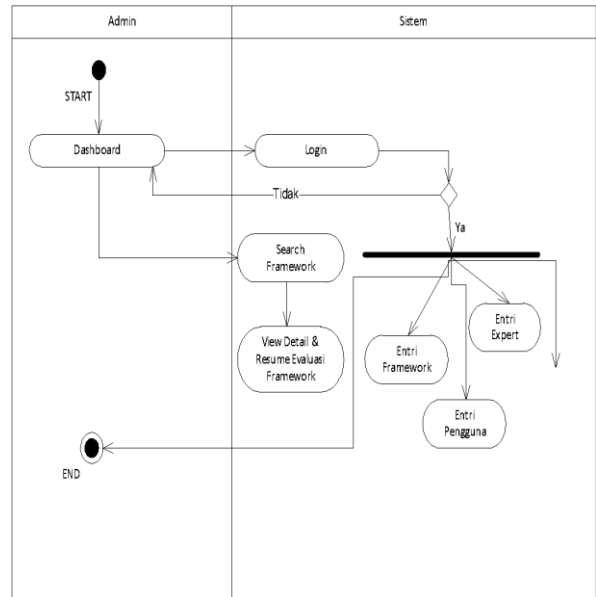 Admin
Sistem
START
Dashboard
Login
Tidak
Ya
Search
Framework
View Detail &
Resume Evaluasi
Framework
Entri
Expert
Entri
Framework
Entri
Pengguna
END